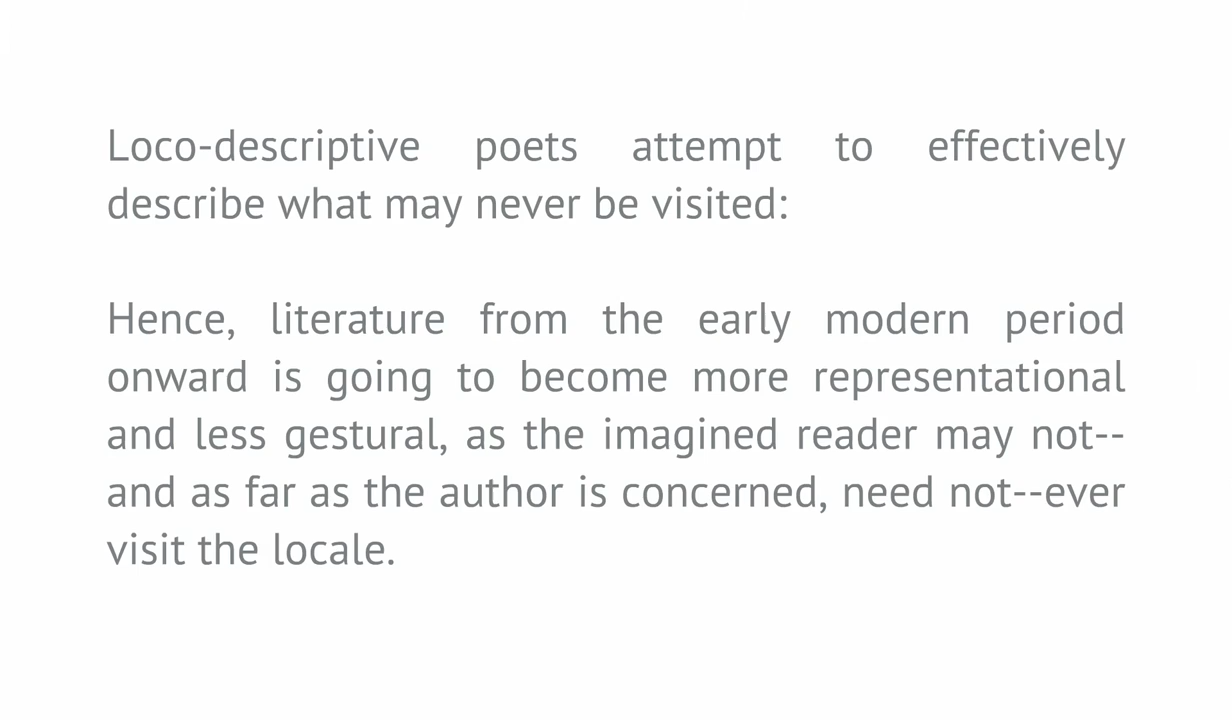 Loco-descriptive poets attempt to effectively
describe what may never be visited:
Hence, literature from the early modern period
onward is going to become more representational
and less gestural, as the imagined reader may not--
and as far as the author is concerned, need not--ever
visit the locale.